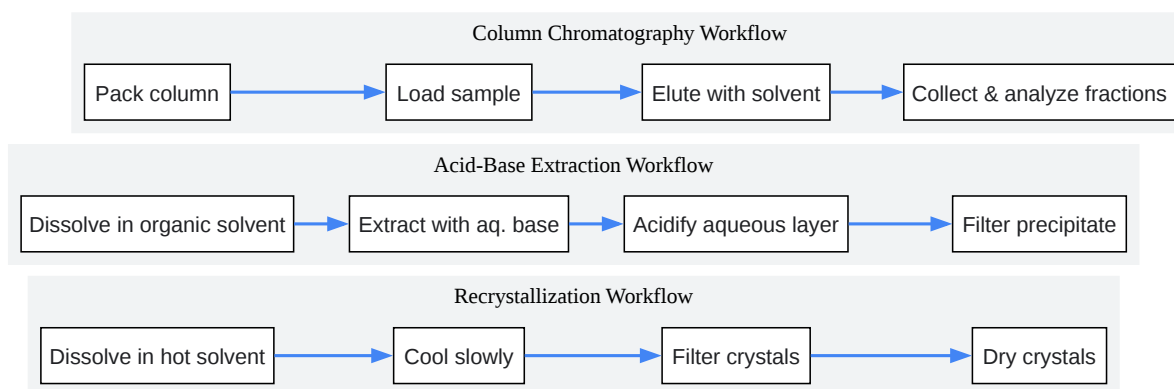 Column Chromatography Workflow
Pack column
Load sample
Elute with solvent
Collect & analyze fractions
Acid-Base Extraction Workflow
Dissolve in organic solvent
Extract with aq. base
Acidify aqueous layer
Filter precipitate
Recrystallization Workflow
Dissolve in hot solvent
Cool slowly
Filter crystals
Dry crystals